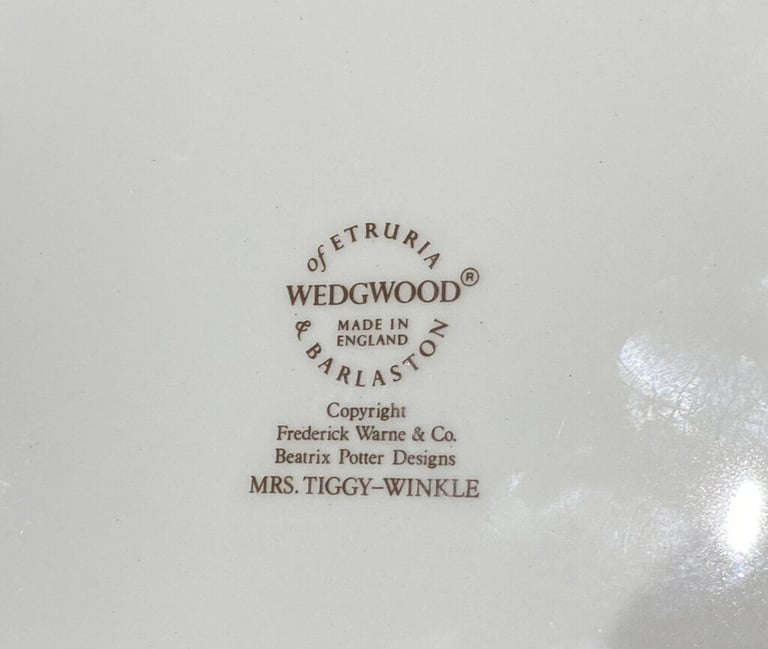 of ETRURIA
WEDGWOOD®
MADE IN
ENGLAND
& BARLASTON
Copyright
Frederick Warne & Co.
Beatrix Potter Designs
MRS. TIGGY–WINKLE